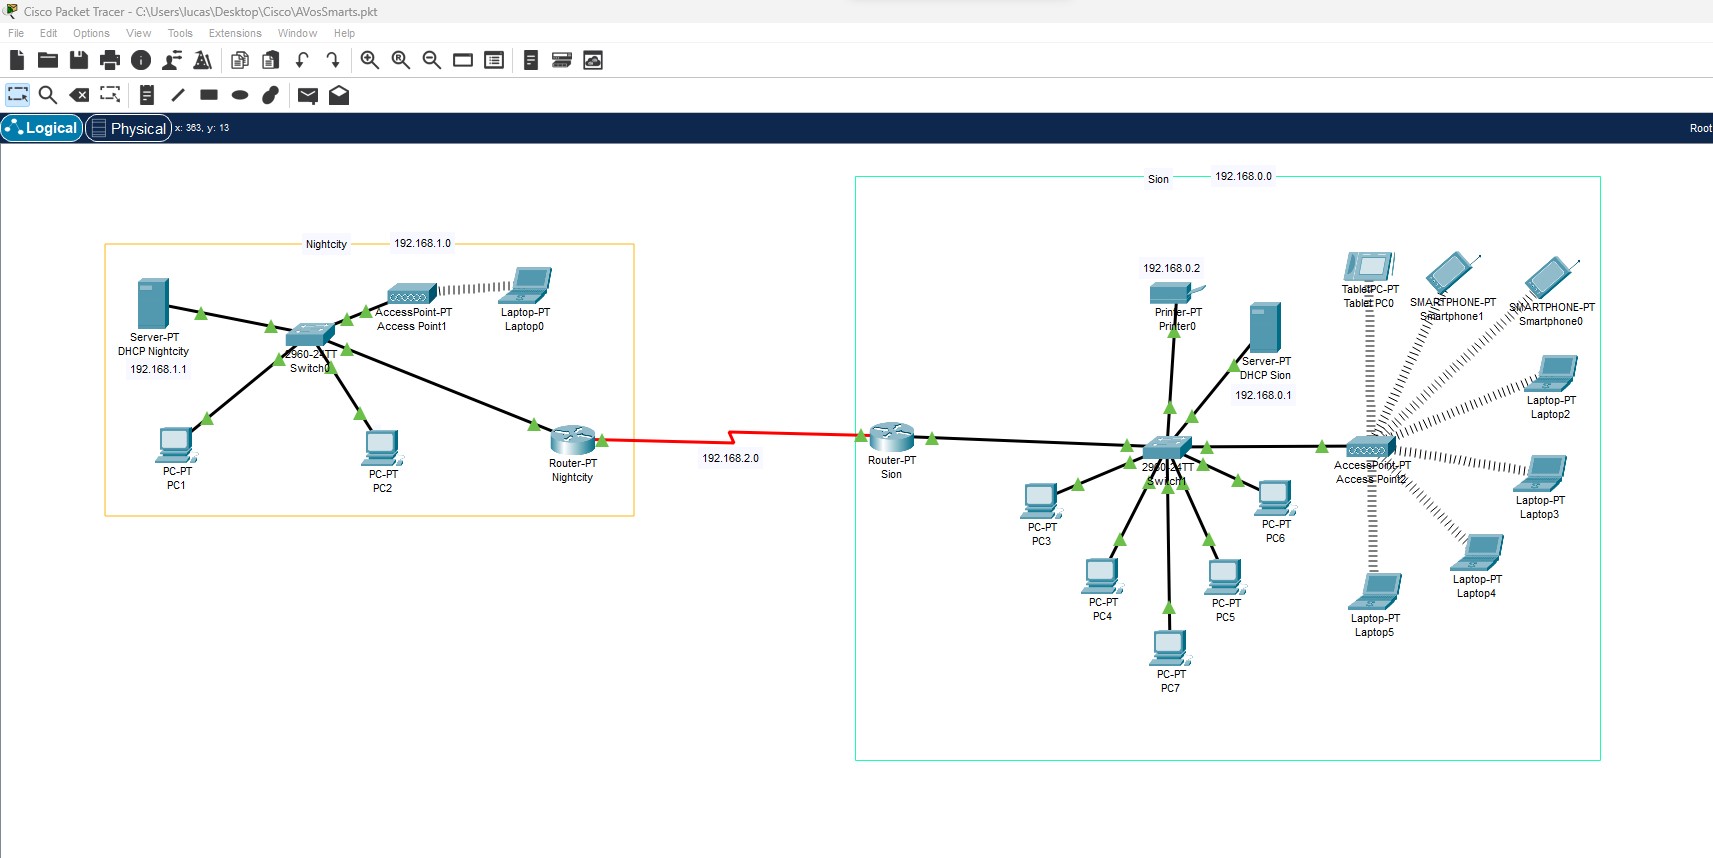 Cisco Packet Tracer - C:\Users\lucas\Desktop\Cisco\AVosSmarts.pkt
File Edit Options View Tools Extensions Window Help
Logical Physical x: 363, y: 13 Root
Nightcity 192.168.1.0
Server-PT
DHCP Nightcity
192.168.1.1
AccessPoint-PT
Access Point1
Laptop-PT
Laptop0
2960-24TT
Switch0
PC-PT
PC1
PC-PT
PC2
Router-PT
Nightcity
192.168.2.0
Sion 192.168.0.0
Router-PT
Sion
192.168.0.2
Printer-PT
Printer0
Server-PT
DHCP Sion
192.168.0.1
2960-24TT
Switch1
PC-PT
PC3
PC-PT
PC4
PC-PT
PC7
PC-PT
PC5
PC-PT
PC6
AccessPoint-PT
Access Point2
TabletPC-PT
Tablet PC0
SMARTPHONE-PT
Smartphone1
SMARTPHONE-PT
Smartphone0
Laptop-PT
Laptop2
Laptop-PT
Laptop3
Laptop-PT
Laptop4
Laptop-PT
Laptop5